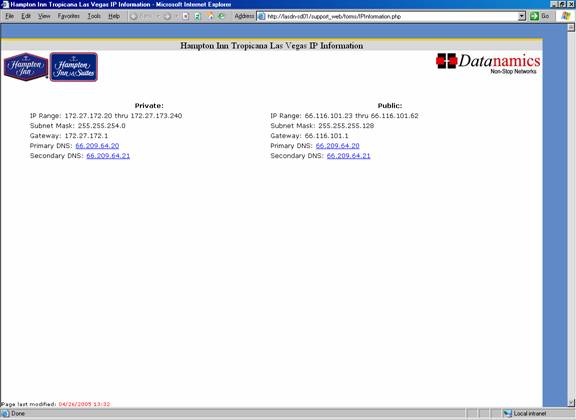 Hampton Inn Tropicana Las Vegas IP Information - Microsoft Internet Explorer
File Edit View Favorites Tools Help Address http://lasdn-sd01/support_web/forms/IPInformation.php Go
Hampton Inn Tropicana Las Vegas IP Information
Hampton Inn Hampton Inn & Suites Datanamics
Non-Stop Networks
Private: Public:
IP Range: 172.27.172.20 thru 172.27.173.240 IP Range: 66.116.101.23 thru 66.116.101.62
Subnet Mask: 255.255.254.0 Subnet Mask: 255.255.255.128
Gateway: 172.27.172.1 Gateway: 66.116.101.1
Primary DNS: 66.209.64.20 Primary DNS: 66.209.64.20
Secondary DNS: 66.209.64.21 Secondary DNS: 66.209.64.21
Page last modified: 04/26/2005 13:32
Done Local intranet